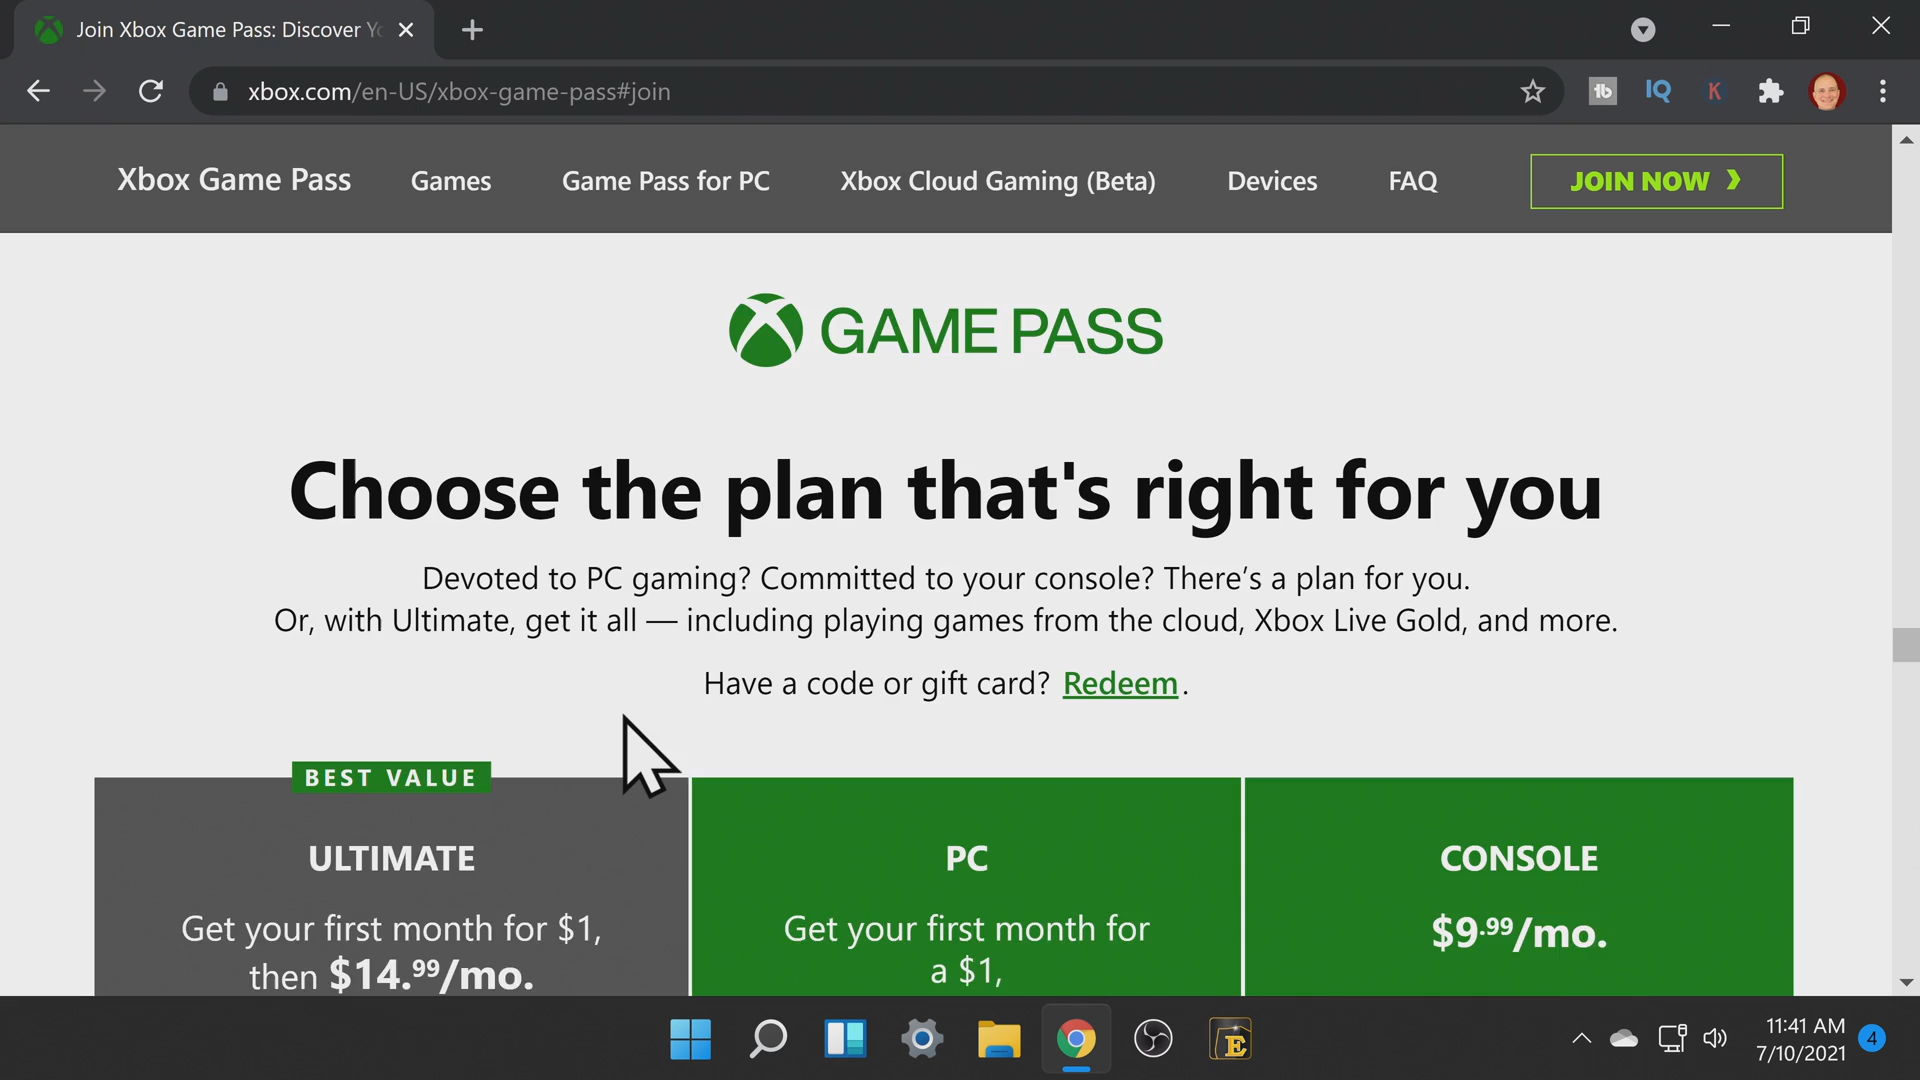 Join Xbox Game Pass: Discover Yo
xbox.com/en-US/xbox-game-pass#join
tb
IQ
K
Xbox Game Pass
Games
Game Pass for PC
Xbox Cloud Gaming (Beta)
Devices
FAQ
JOIN NOW
GAME PASS
Choose the plan that's right for you
Devoted to PC gaming? Committed to your console? There’s a plan for you.
Or, with Ultimate, get it all — including playing games from the cloud, Xbox Live Gold, and more.
Have a code or gift card? Redeem.
BEST VALUE
ULTIMATE
Get your first month for $1,
then $14.99/mo.
PC
Get your first month for
a $1,
CONSOLE
$9.99/mo.
E
11:41 AM
7/10/2021
4